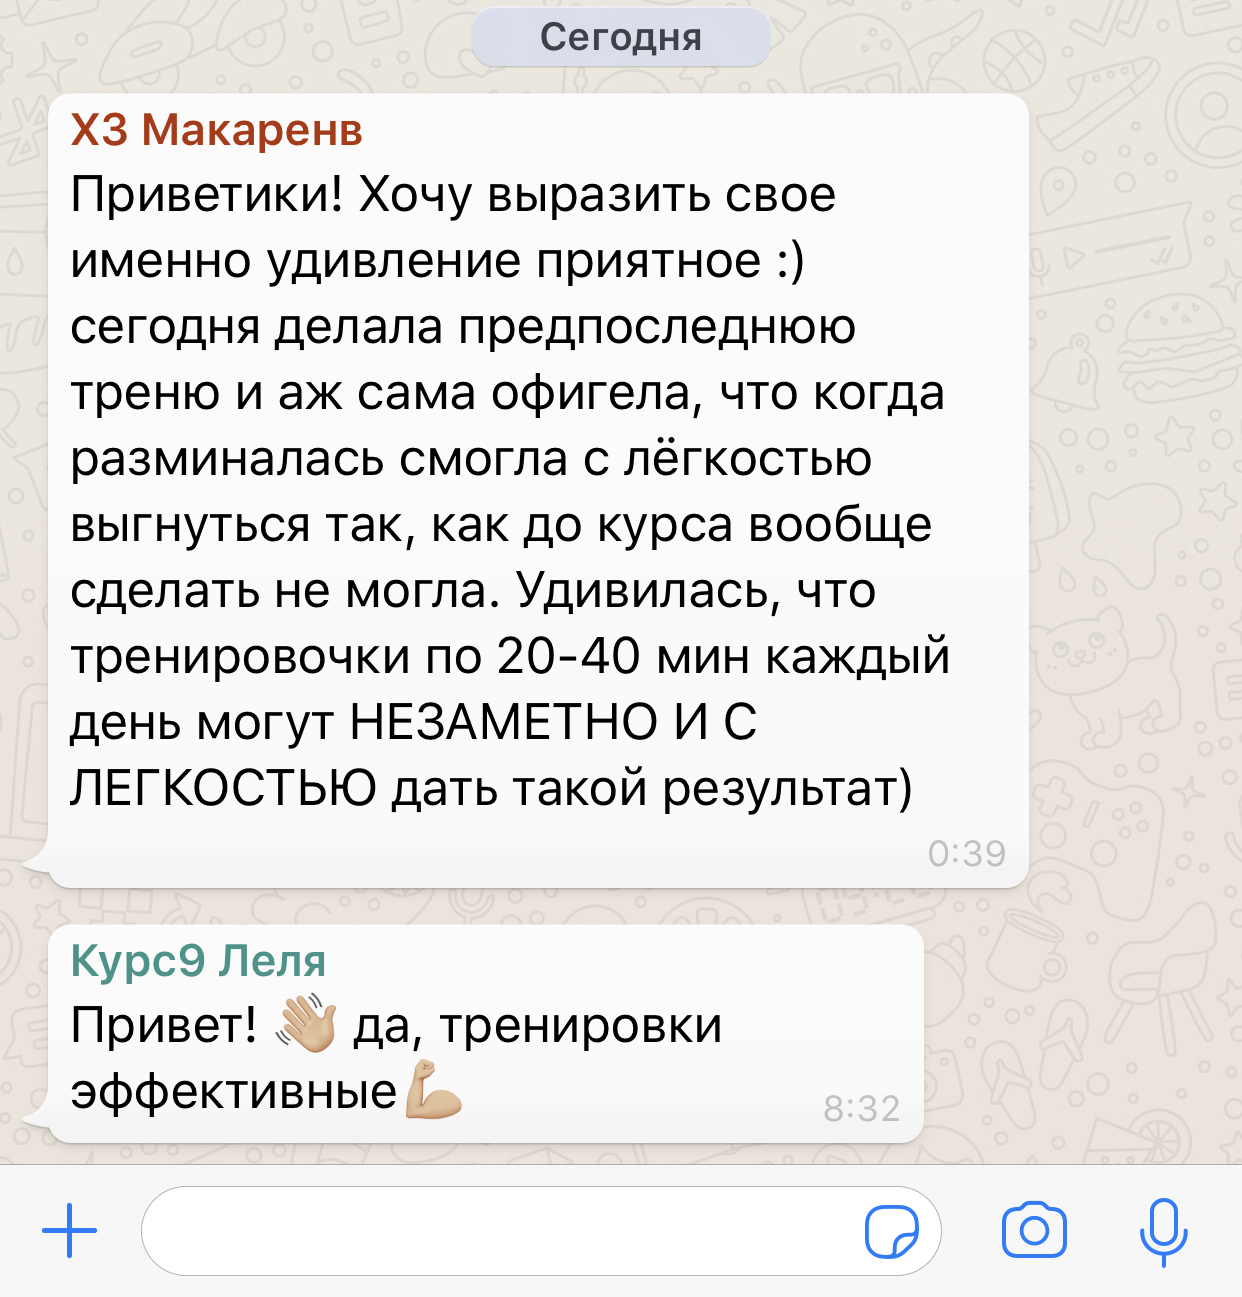 Сегодня
ХЗ Макаренв
Приветики! Хочу выразить свое
именно удивление приятное :)
сегодня делала предпоследнюю
треню и аж сама офигела, что когда
разминалась смогла с лёгкостью
выгнуться так, как до курса вообще
сделать не могла. Удивилась, что
тренировочки по 20-40 мин каждый
день могут НЕЗАМЕТНО И С
ЛЕГКОСТЬЮ дать такой результат)
0:39
Курс9 Леля
Привет! 👋🏼 да, тренировки
эффективные💪🏼
8:32